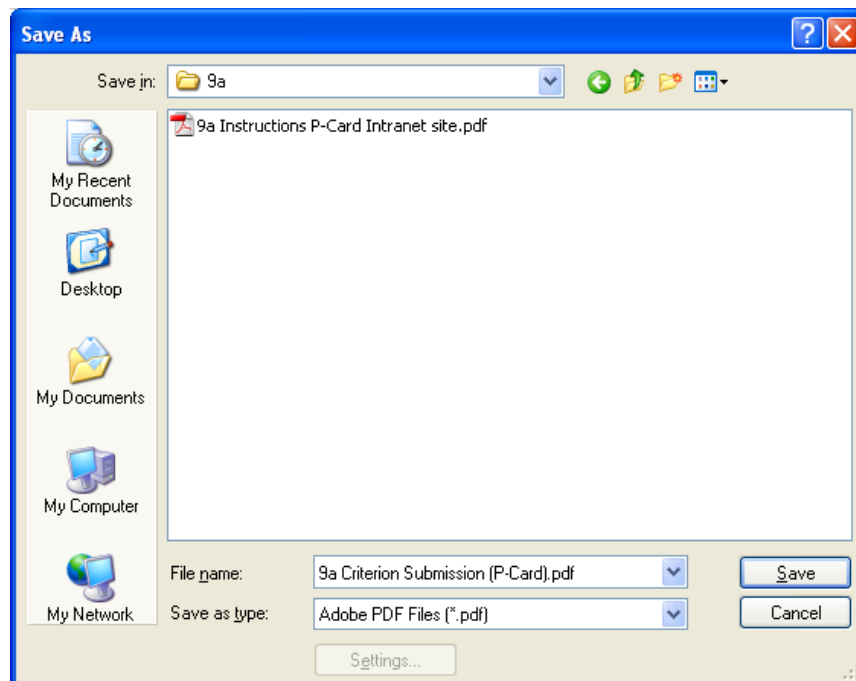 Save As
Save in:
9a
9a Instructions P-Card Intranet site.pdf
My Recent
Documents
Desktop
My Documents
My Computer
My Network
File name:
9a Criterion Submission (P-Card).pdf
Save
Save as type:
Adobe PDF Files (*.pdf)
Cancel
Settings...